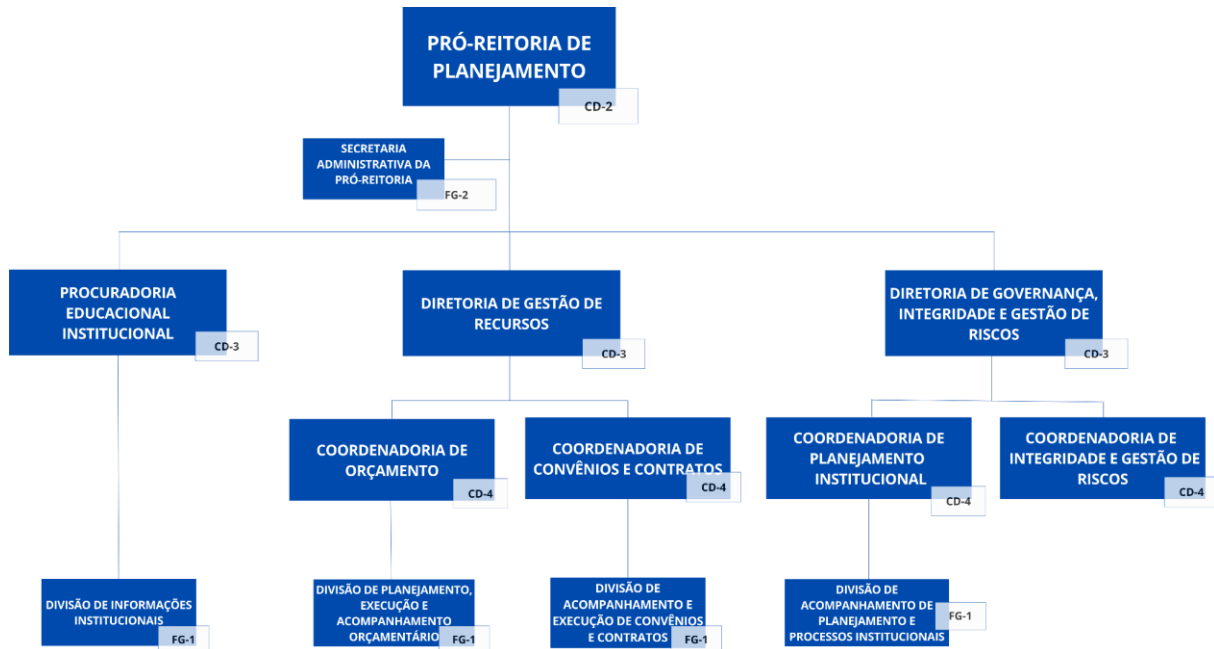 PRÓ-REITORIA DE
PLANEJAMENTO
CD-2
SECRETARIA
ADMINISTRATIVA DA
PRÓ-REITORIA
FG-2
PROCURADORIA
EDUCACIONAL
INSTITUCIONAL
CD-3
DIRETORIA DE GESTÃO DE
RECURSOS
CD-3
DIRETORIA DE GOVERNANÇA,
INTEGRIDADE E GESTÃO DE
RISCOS
CD-3
COORDENADORIA DE
ORÇAMENTO
CD-4
COORDENADORIA DE
CONVÊNIOS E CONTRATOS
CD-4
COORDENADORIA DE
PLANEJAMENTO
INSTITUCIONAL
CD-4
COORDENADORIA DE
INTEGRIDADE E GESTÃO DE
RISCOS
CD-4
DIVISÃO DE INFORMAÇÕES
INSTITUCIONAIS
FG-1
DIVISÃO DE PLANEJAMENTO,
EXECUÇÃO E
ACOMPANHAMENTO
ORÇAMENTÁRIO
FG-1
DIVISÃO DE
ACOMPANHAMENTO E
EXECUÇÃO DE CONVÊNIOS
E CONTRATOS
FG-1
DIVISÃO DE
ACOMPANHAMENTO DE
PLANEJAMENTO E
PROCESSOS INSTITUCIONAIS
FG-1